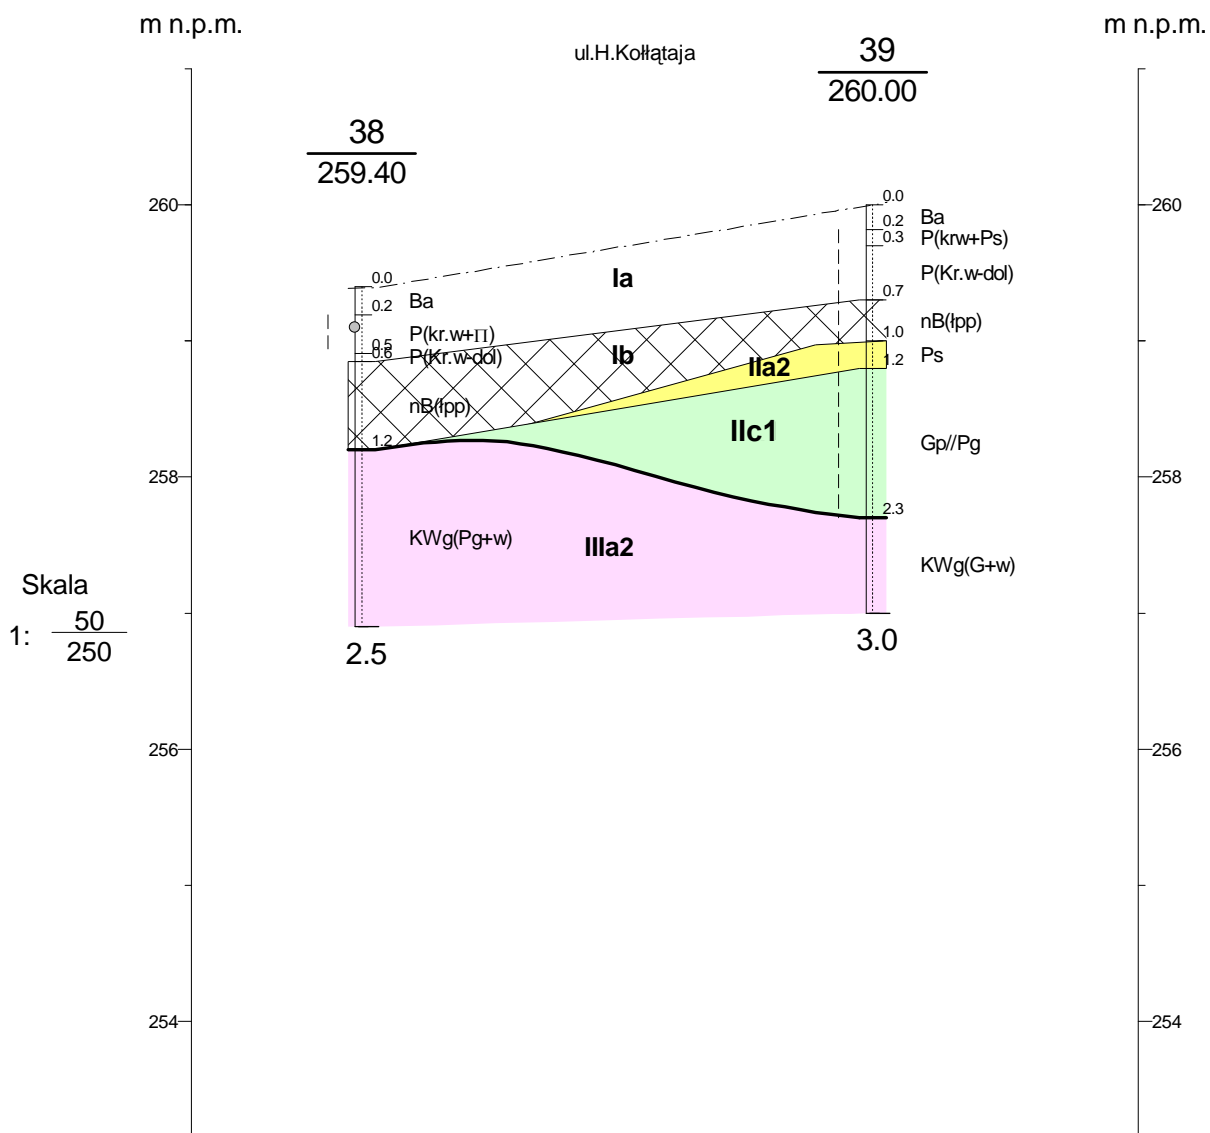 m n.p.m.
m n.p.m.
ul.H.Kołłątaja
39
260.00
38
259.40
260
260
0.0
0.2
Ba
0.3
P(krw+Ps)
Ia
P(Kr.w-dol)
0.0
0.7
0.2
Ba
nB(łpp)
P(kr.w+Π)
1.0
0.5
0.6
P(Kr.w-dol)
Ib
IIa2
1.2
Ps
nB(łpp)
IIc1
1.2
Gp//Pg
258
258
2.3
KWg(Pg+w)
IIIa2
KWg(G+w)
Skala
1:
50
250
2.5
3.0
256
256
254
254